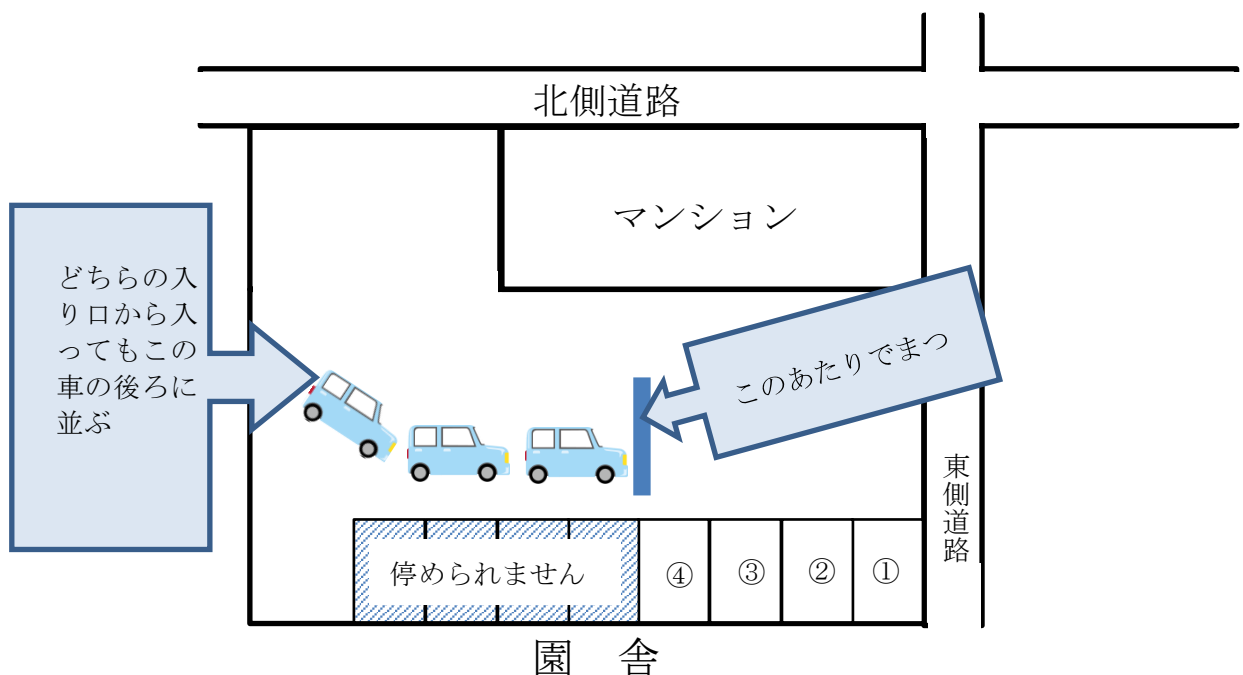 北側道路
マンション
どちらの入
り口から入
ってもこの
車の後ろに
並ぶ
このあたりでまつ
東側道路
停められません
④
③
②
①
園　舎